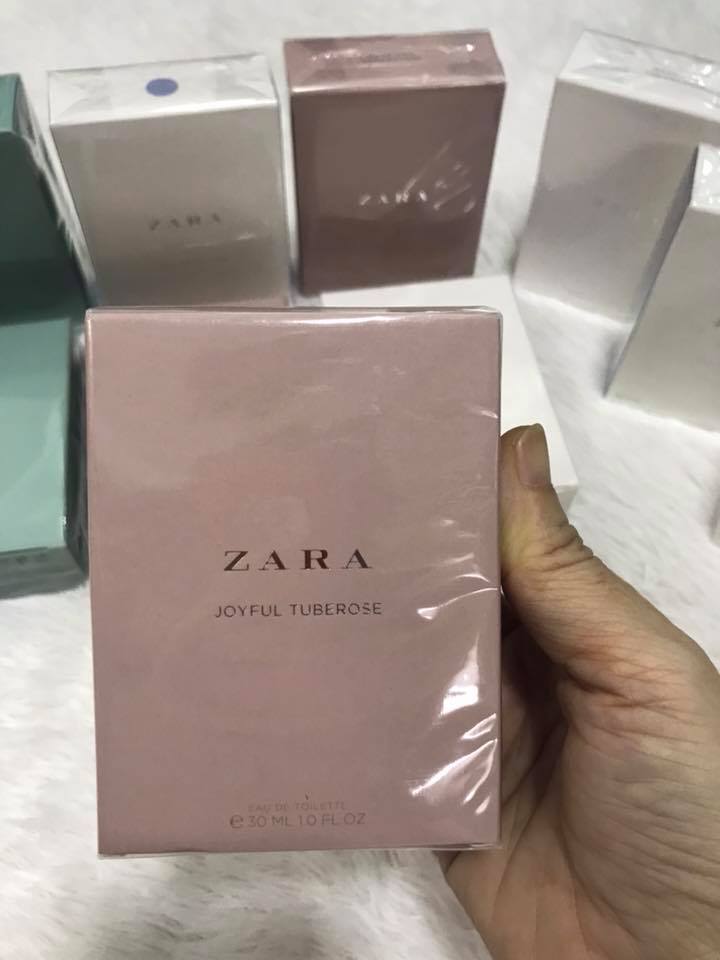 ZARA
ZARA
ZARA
JOYFUL TUBEROSE
EAU DE TOILETTE
e 30 ML 1.0 FL OZ